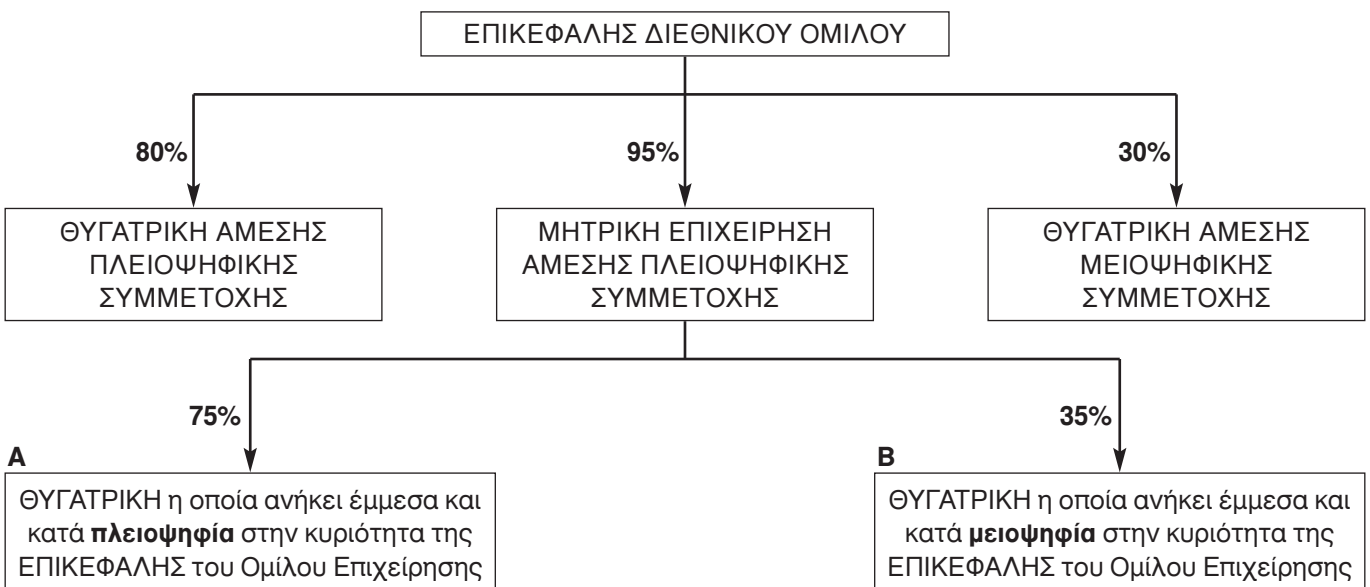 ΕΠΙΚΕΦΑΛΗΣ ΔΙΕΘΝΙΚΟΥ ΟΜΙΛΟΥ
80%
95%
30%
ΘΥΓΑΤΡΙΚΗ ΑΜΕΣΗΣ
ΠΛΕΙΟΨΗΦΙΚΗΣ
ΣΥΜΜΕΤΟΧΗΣ
ΜΗΤΡΙΚΗ ΕΠΙΧΕΙΡΗΣΗ
ΑΜΕΣΗΣ ΠΛΕΙΟΨΗΦΙΚΗΣ
ΣΥΜΜΕΤΟΧΗΣ
ΘΥΓΑΤΡΙΚΗ ΑΜΕΣΗΣ
ΜΕΙΟΨΗΦΙΚΗΣ
ΣΥΜΜΕΤΟΧΗΣ
75%
35%
Α
ΘΥΓΑΤΡΙΚΗ η οποία ανήκει έμμεσα και
κατά πλειοψηφία στην κυριότητα της
ΕΠΙΚΕΦΑΛΗΣ του Ομίλου Επιχείρησης
Β
ΘΥΓΑΤΡΙΚΗ η οποία ανήκει έμμεσα και
κατά μειοψηφία στην κυριότητα της
ΕΠΙΚΕΦΑΛΗΣ του Ομίλου Επιχείρησης